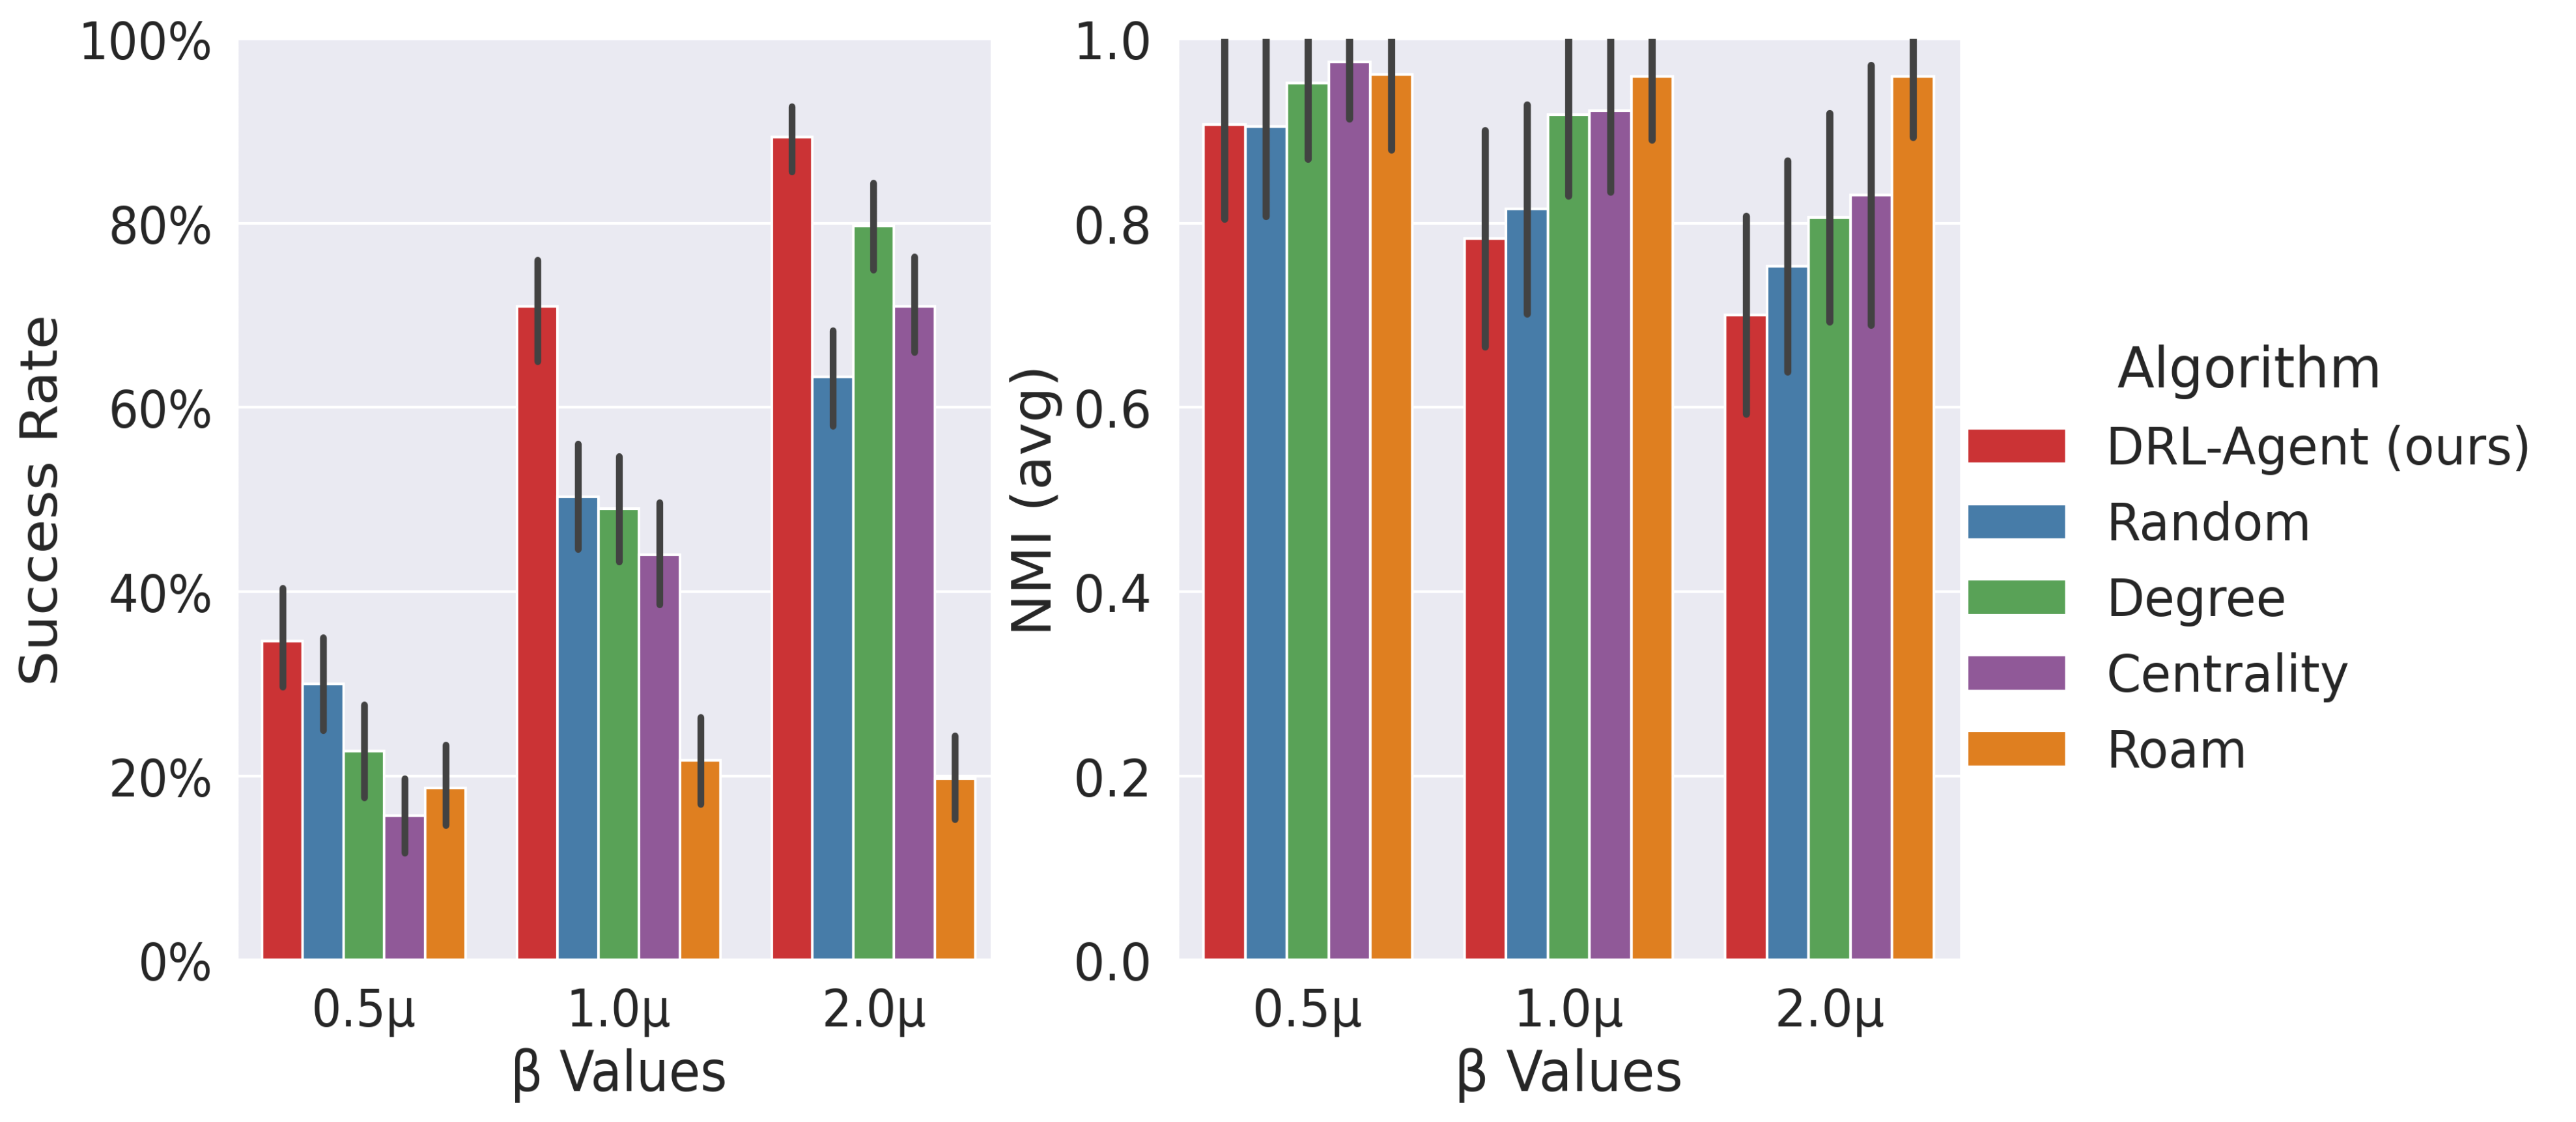 100%
80%
60%
40%
20%
0%
Success Rate
0.5μ 1.0μ 2.0μ
β Values
1.0
0.8
0.6
0.4
0.2
0.0
NMI (avg)
0.5μ 1.0μ 2.0μ
β Values
Algorithm
DRL-Agent (ours)
Random
Degree
Centrality
Roam